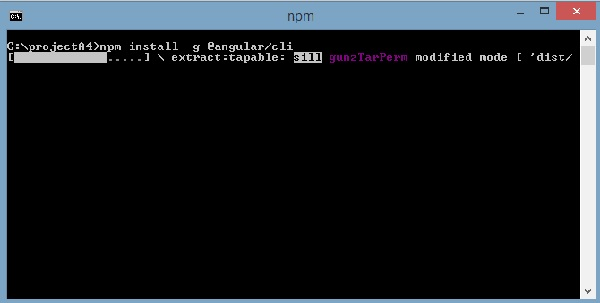 npm
C:\projectA4>npm install -g @angular/cli
[ .....] \ extract:tapable: sill gunzTarPerm modified mode [ 'dist/